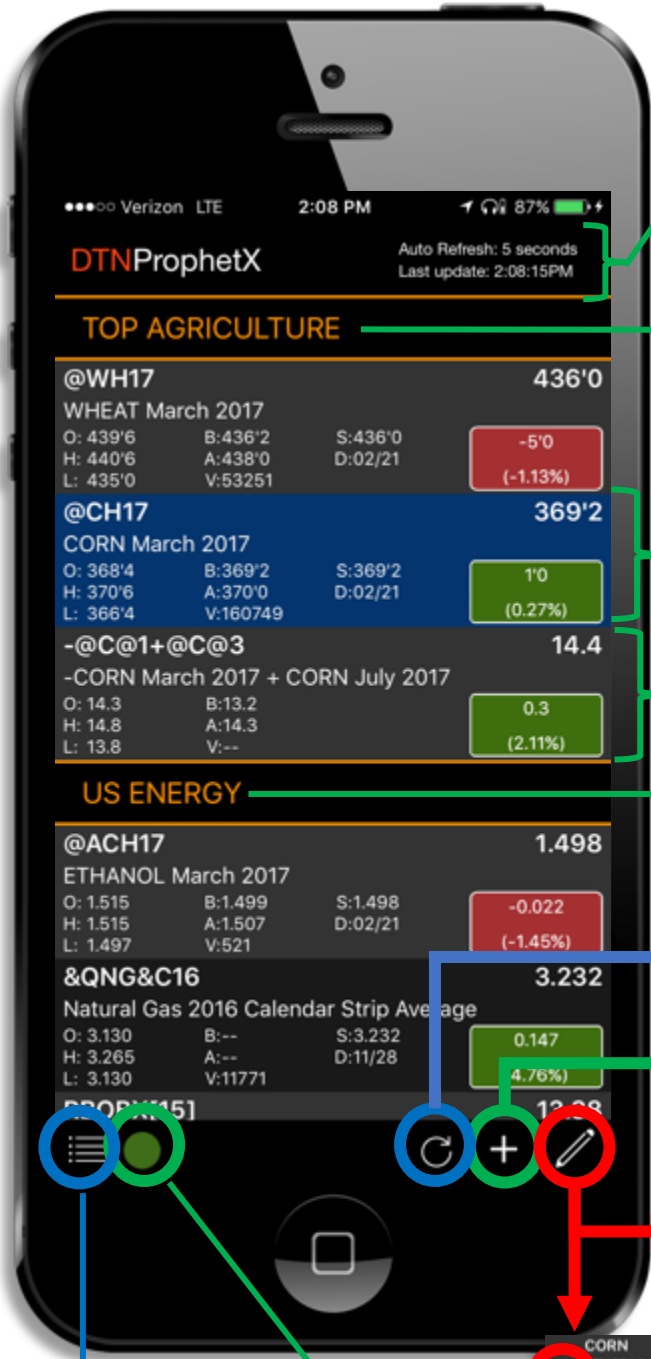 Verizon LTE 2:08 PM 87%
DTNProphetX
Auto Refresh: 5 seconds
Last update: 2:08:15PM
TOP AGRICULTURE
@WH17 436'0
WHEAT March 2017
O: 439'6 B:436'2 S:436'0 -5'0
H: 440'6 A:438'0 D:02/21
L: 435'0 V:53251 (-1.13%)
@CH17 369'2
CORN March 2017
O: 368'4 B:369'2 S:369'2 1'0
H: 370'6 A:370'0 D:02/21
L: 366'4 V:160749 (0.27%)
-@C@1+@C@3 14.4
-CORN March 2017 + CORN July 2017
O: 14.3 B:13.2 0.3
H: 14.8 A:14.3
L: 13.8 V:-- (2.11%)
US ENERGY
@ACH17 1.498
ETHANOL March 2017
O: 1.515 B:1.499 S:1.498 -0.022
H: 1.515 A:1.507 D:02/21
L: 1.497 V:521 (-1.45%)
&QNG&C16 3.232
Natural Gas 2016 Calendar Strip Average
O: 3.130 B:-- S:3.232 0.147
H: 3.265 A:-- D:11/28
L: 3.130 V:11771 4.76%)
CORN